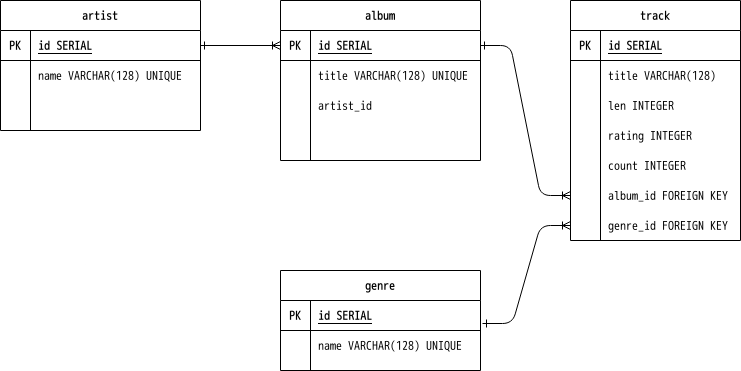 artist
PK id SERIAL
name VARCHAR(128) UNIQUE
album
PK id SERIAL
title VARCHAR(128) UNIQUE
artist_id
track
PK id SERIAL
title VARCHAR(128)
len INTEGER
rating INTEGER
count INTEGER
album_id FOREIGN KEY
genre_id FOREIGN KEY
genre
PK id SERIAL
name VARCHAR(128) UNIQUE